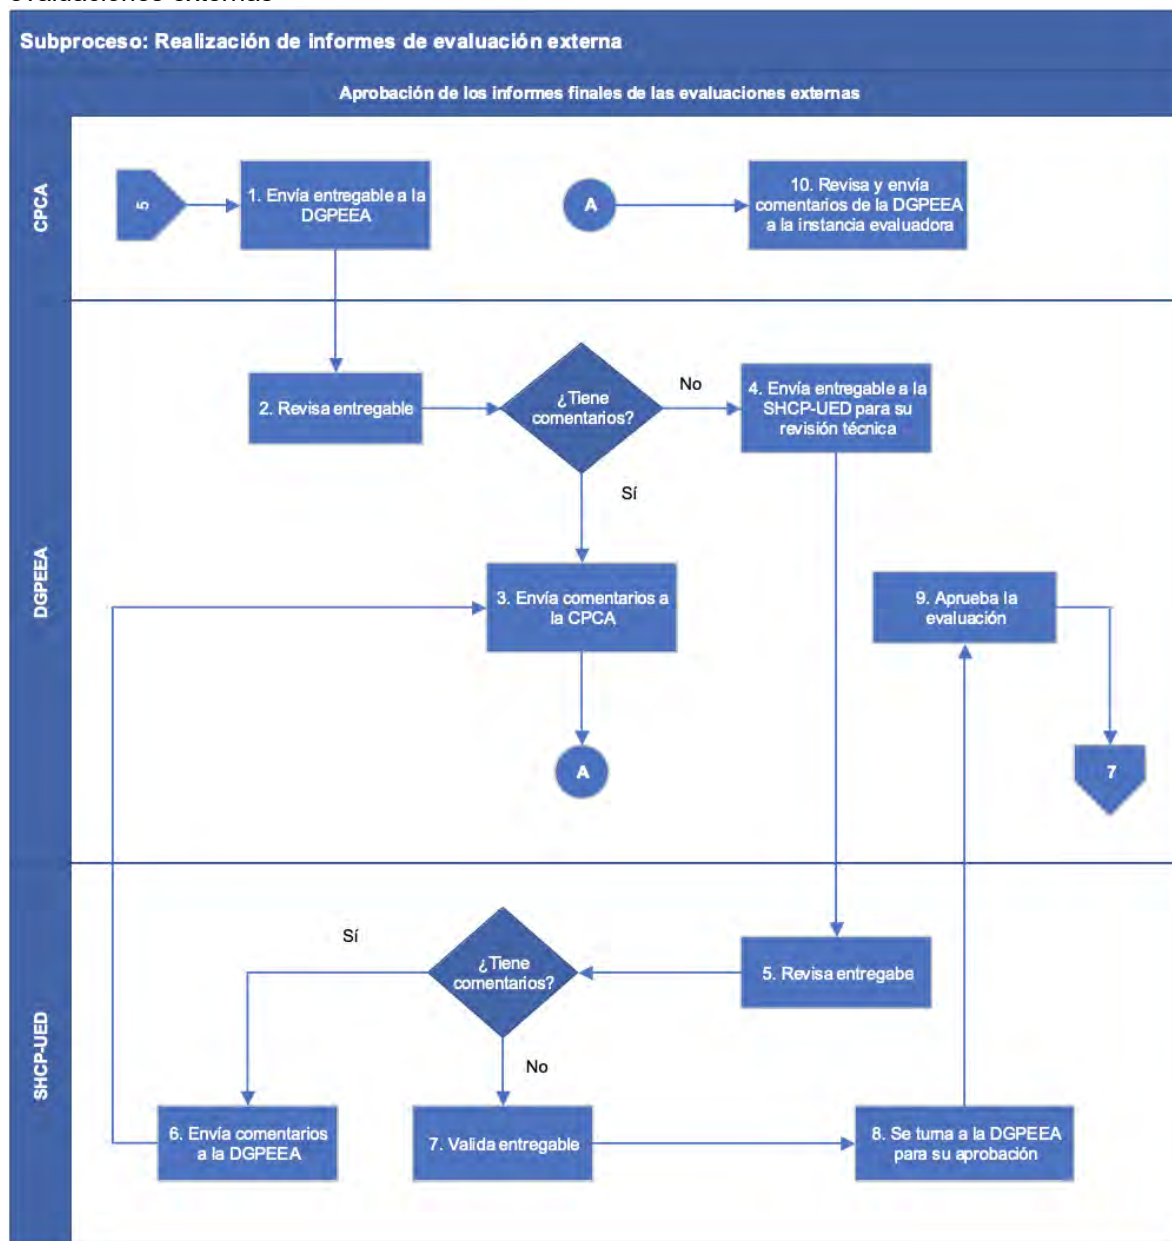 evaluaciones externas
Subproceso: Realización de informes de evaluación externa
Aprobación de los informes finales de las evaluaciones externas
CPCA
5
1. Envía entregable a la
DGPEEA
A
10. Revisa y envía
comentarios de la DGPEEA
a la instancia evaluadora
DGPEEA
2. Revisa entregable
¿Tiene
comentarios?
No
4. Envía entregable a la
SHCP-UED para su
revisión técnica
Sí
3. Envía comentarios a
la CPCA
9. Aprueba la
evaluación
A
7
SHCP-UED
Sí
¿Tiene
comentarios?
5. Revisa entregabe
No
6. Envía comentarios
a la DGPEEA
7. Valida entregable
8. Se turna a la DGPEEA
para su aprobación